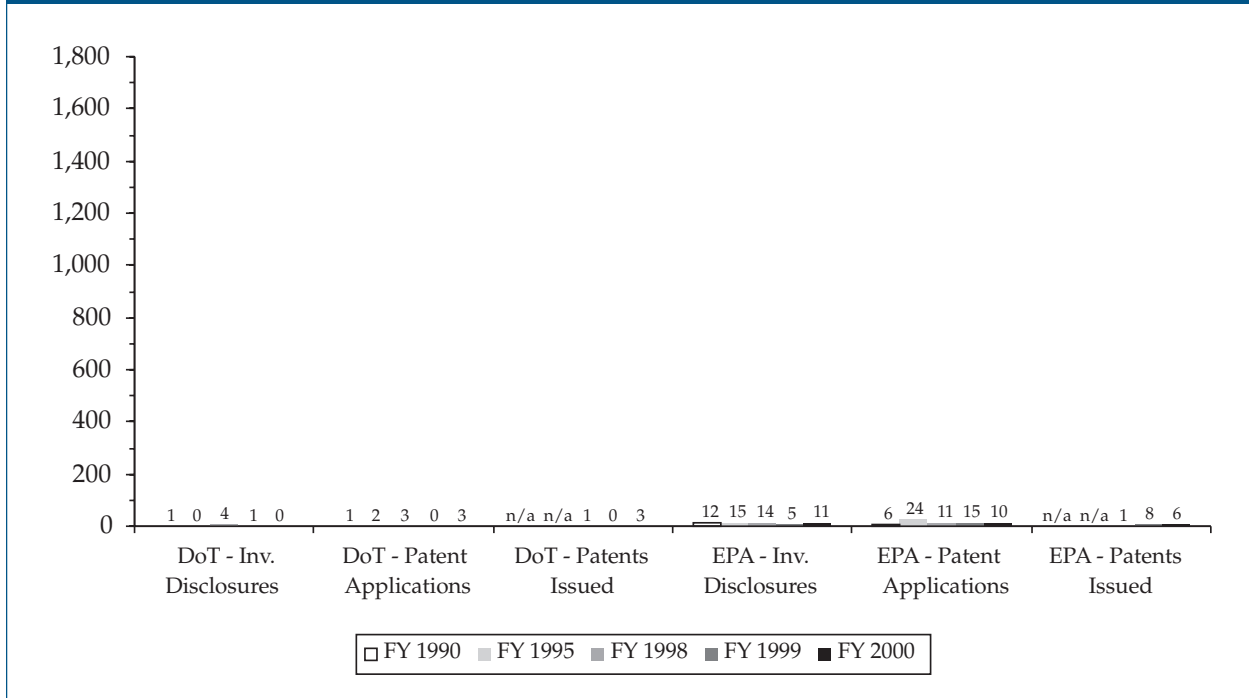 1,800
1,600
1,400
1,200
1,000
800
600
400
200
0
1 0 4 1 0
1 2 3 0 3
n/a n/a 1 0 3
12 15 14 5 11
6 24 11 15 10
n/a n/a 1 8 6
DoT - Inv.
Disclosures
DoT - Patent
Applications
DoT - Patents
Issued
EPA - Inv.
Disclosures
EPA - Patent
Applications
EPA - Patents
Issued
FY 1990 FY 1995 FY 1998 FY 1999 FY 2000